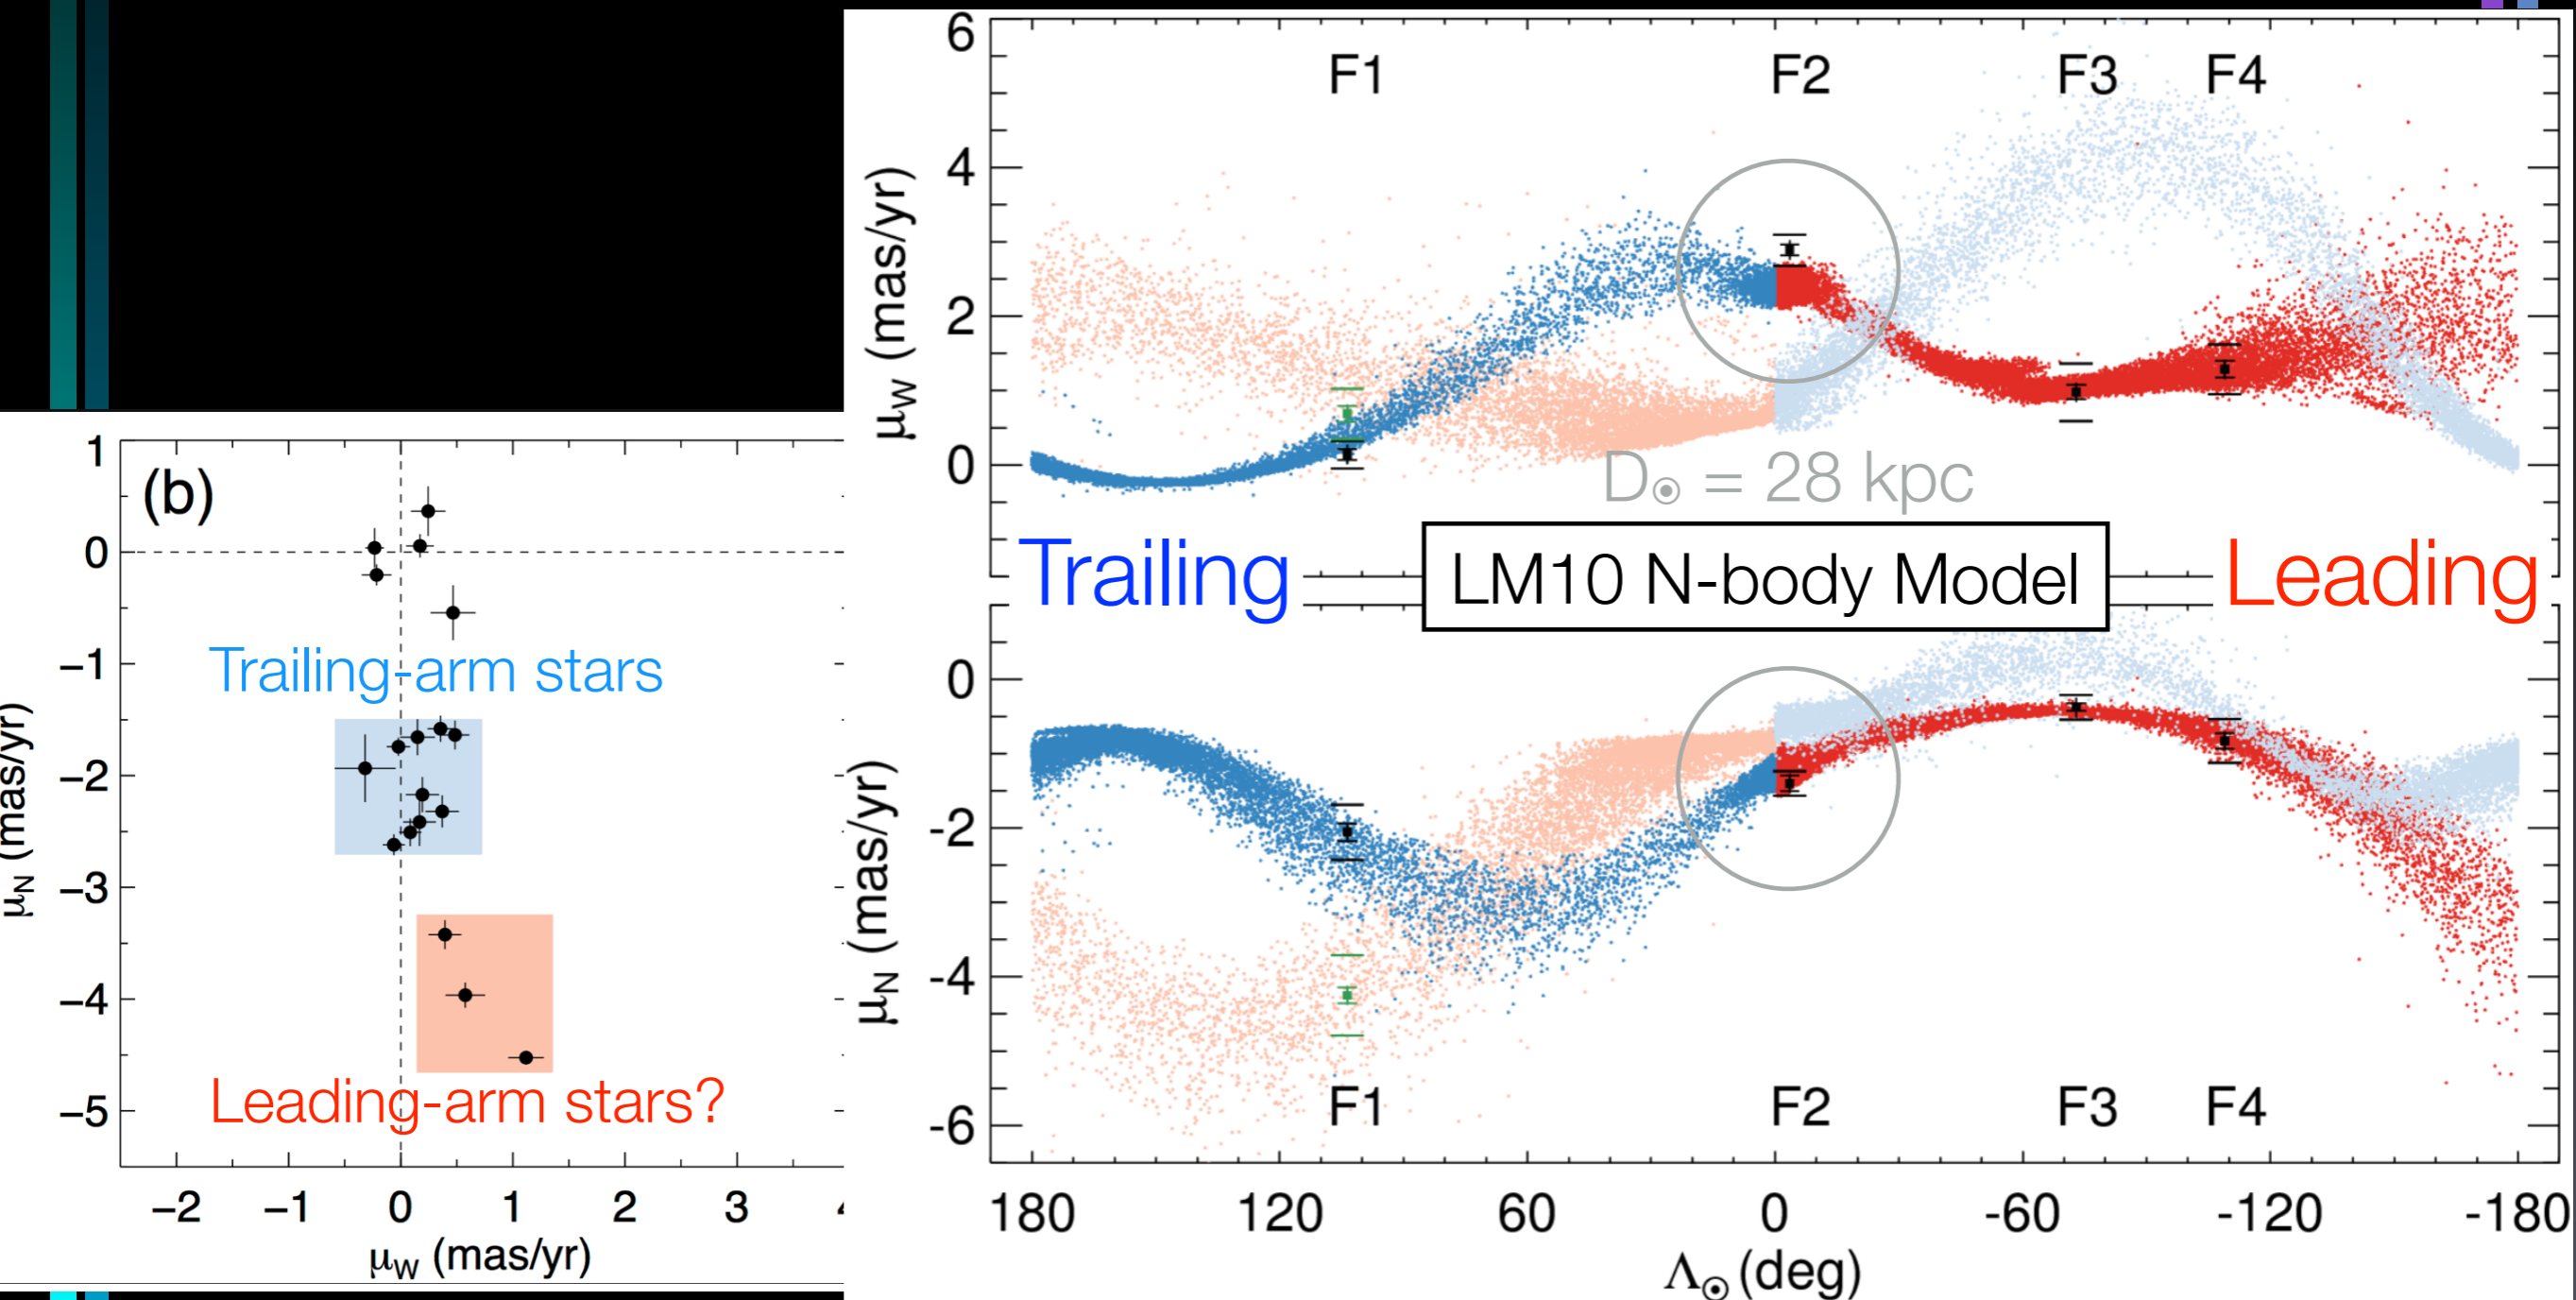 6
F1
F2
F3
F4
4
2
0
μW (mas/yr)
D☉ = 28 kpc
Trailing
LM10 N-body Model
Leading
0
-2
-4
-6
μN (mas/yr)
F1
F2
F3
F4
180
120
60
0
-60
-120
-180
Λ☉ (deg)
(b)
1
0
−1
−2
−3
−4
−5
μN (mas/yr)
Trailing-arm stars
Leading-arm stars?
−2
−1
0
1
2
3
μW (mas/yr)